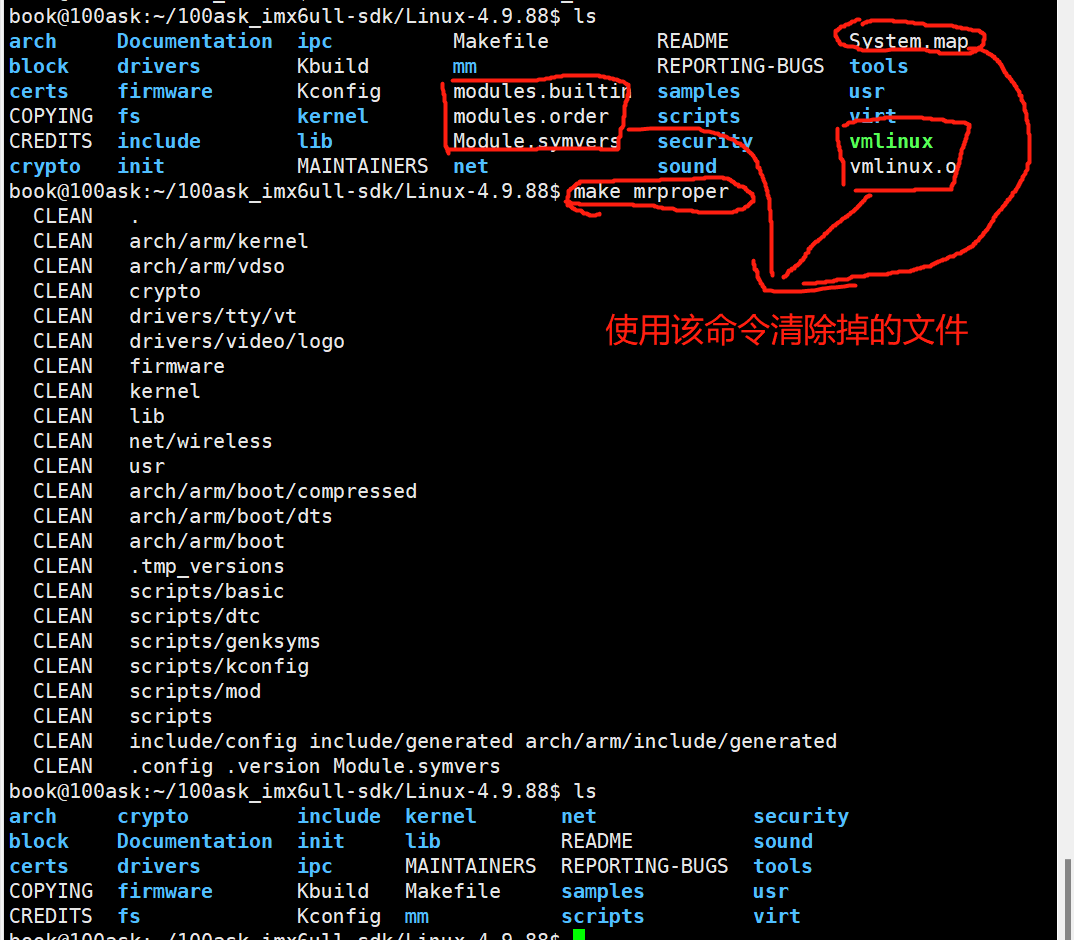 book@100ask:~/100ask_imx6ull-sdk/Linux-4.9.88$ ls
arch Documentation ipc Makefile README System.map
block drivers Kbuild mm REPORTING-BUGS tools
certs firmware Kconfig modules.builtin samples usr
COPYING fs kernel modules.order scripts virt
CREDITS include lib Module.symvers security vmlinux
crypto init MAINTAINERS net sound vmlinux.o
book@100ask:~/100ask_imx6ull-sdk/Linux-4.9.88$ make mrproper
CLEAN .
CLEAN arch/arm/kernel
CLEAN arch/arm/vdso
CLEAN crypto
CLEAN drivers/tty/vt
使用该命令清除掉的文件
CLEAN drivers/video/logo
CLEAN firmware
CLEAN kernel
CLEAN lib
CLEAN net/wireless
CLEAN usr
CLEAN arch/arm/boot/compressed
CLEAN arch/arm/boot/dts
CLEAN arch/arm/boot
CLEAN .tmp_versions
CLEAN scripts/basic
CLEAN scripts/dtc
CLEAN scripts/genksyms
CLEAN scripts/kconfig
CLEAN scripts/mod
CLEAN scripts
CLEAN include/config include/generated arch/arm/include/generated
CLEAN .config .version Module.symvers
book@100ask:~/100ask_imx6ull-sdk/Linux-4.9.88$ ls
arch crypto include kernel net security
block Documentation init lib README sound
certs drivers ipc MAINTAINERS REPORTING-BUGS tools
COPYING firmware Kbuild Makefile samples usr
CREDITS fs Kconfig mm scripts virt
book@100ask:~/100ask_imx6ull-sdk/Linux-4.9.88$